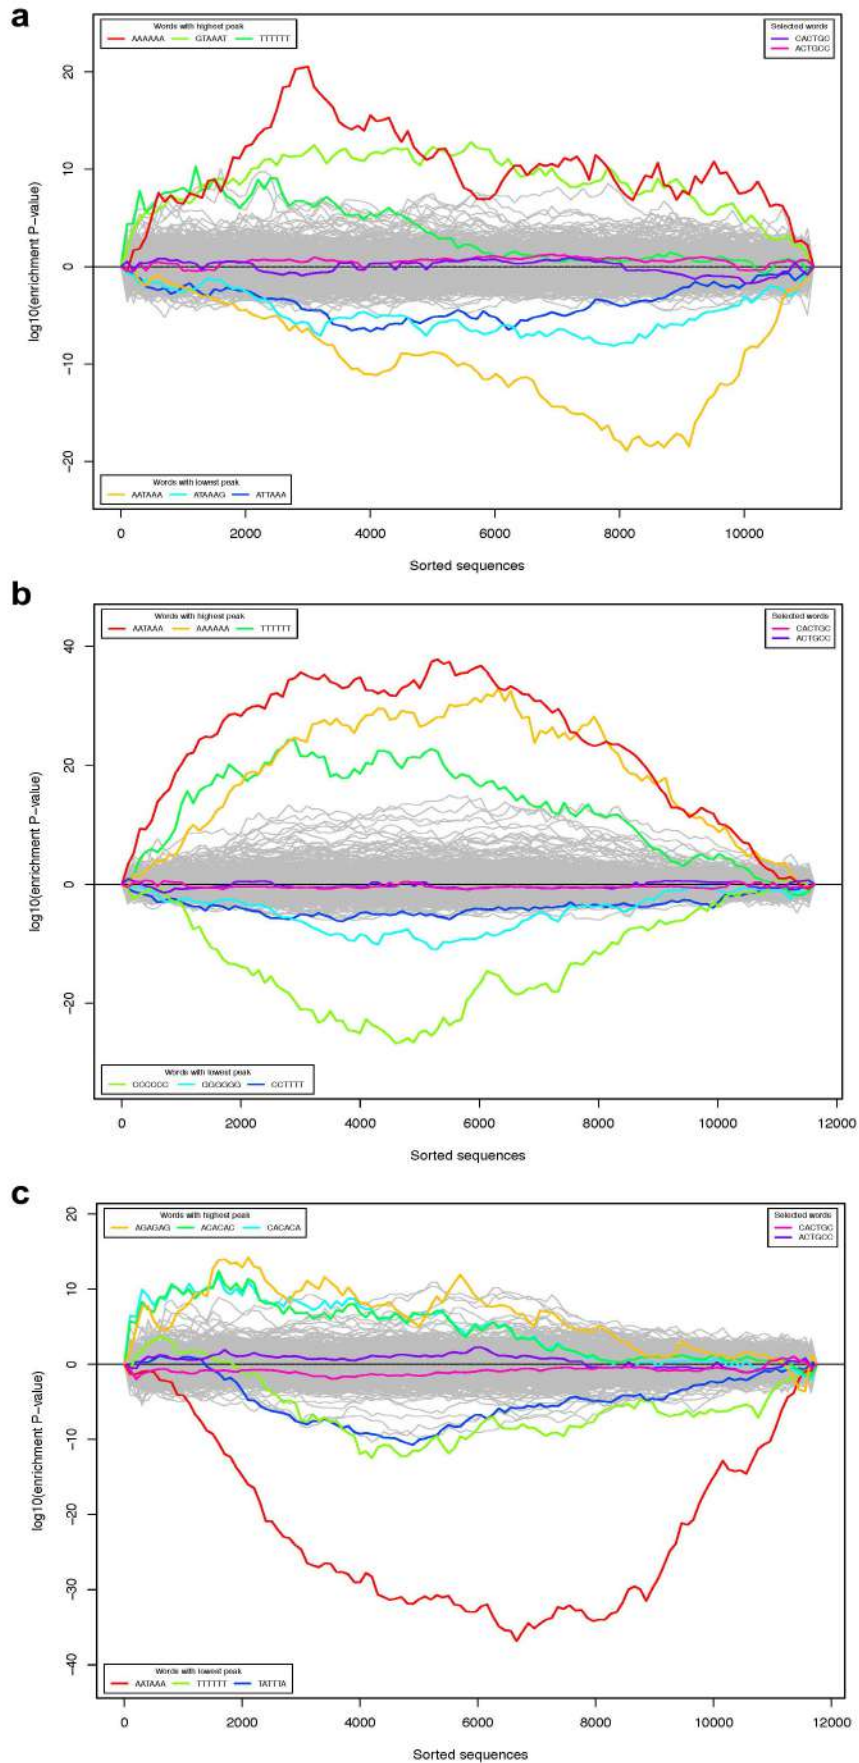 a
Words with highest peak
AAAAAA GTAAAT TTTTTT
Selected words
CACTGC
ACTGCC
20
10
0
−10
−20
log10(enrichment P−value)
Words with lowest peak
AATAAA ATAAAG ATTAAA
0 2000 4000 6000 8000 10000
Sorted sequences
b
Words with highest peak
AATAAA AAAAAA TTTTTT
Selected words
CACTGC
ACTGCC
40
20
0
−20
log10(enrichment P−value)
Words with lowest peak
CCCCCC GGGGGG CCTTTT
0 2000 4000 6000 8000 10000 12000
Sorted sequences
c
Words with highest peak
AGAGAG ACACAC CACACA
Selected words
CACTGC
ACTGCC
20
10
0
−10
−20
−30
−40
log10(enrichment P−value)
Words with lowest peak
AATAAA TTTTTT TATTTA
0 2000 4000 6000 8000 10000 12000
Sorted sequences